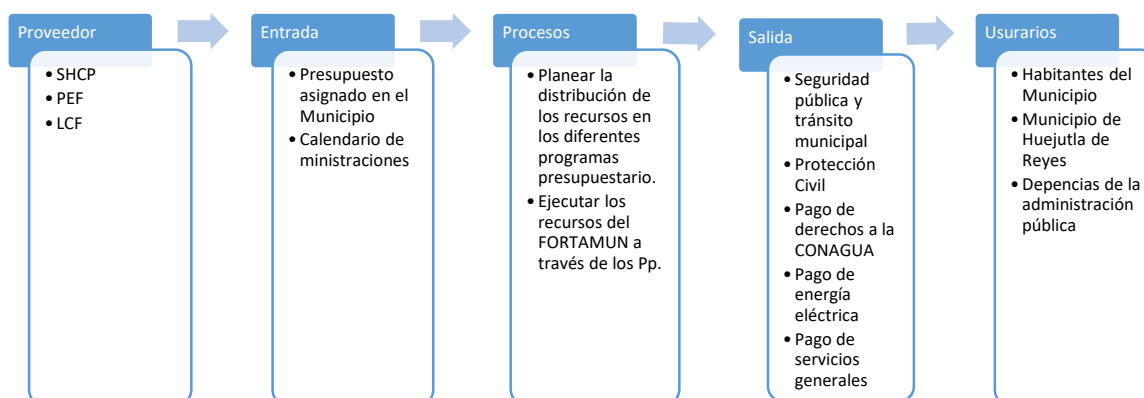 Proveedor
• SHCP
• PEF
• LCF
Entrada
• Presupuesto
asignado en el
Municipio
• Calendario de
ministraciones
Procesos
• Planear la
distribución de
los recursos en
los diferentes
programas
presupuestario.
• Ejecutar los
recursos del
FORTAMUN a
través de los Pp.
Salida
• Seguridad
pública y
tránsito
municipal
• Protección
Civil
• Pago de
derechos a la
CONAGUA
• Pago de
energía
eléctrica
• Pago de
servicios
generales
Usurarios
• Habitantes del
Municipio
• Municipio de
Huejutla de
Reyes
• Depencias de la
administración
pública